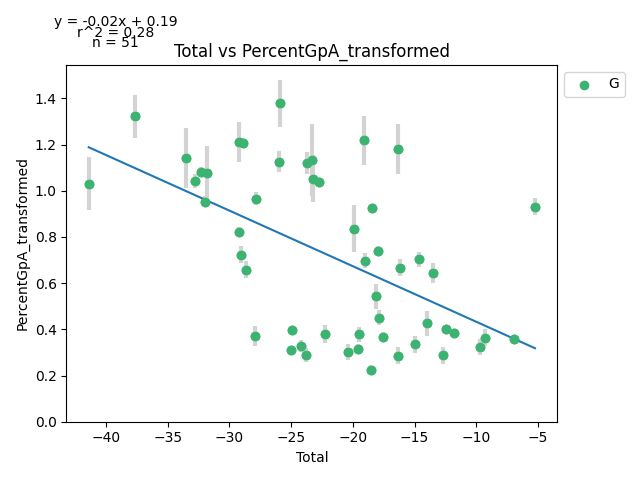 y = -0.02x + 0.19
r^2 = 0.28
n = 51
Total vs PercentGpA_transformed
G
PercentGpA_transformed
1.4
1.2
1.0
0.8
0.6
0.4
0.2
0.0
−40 −35 −30 −25 −20 −15 −10 −5
Total